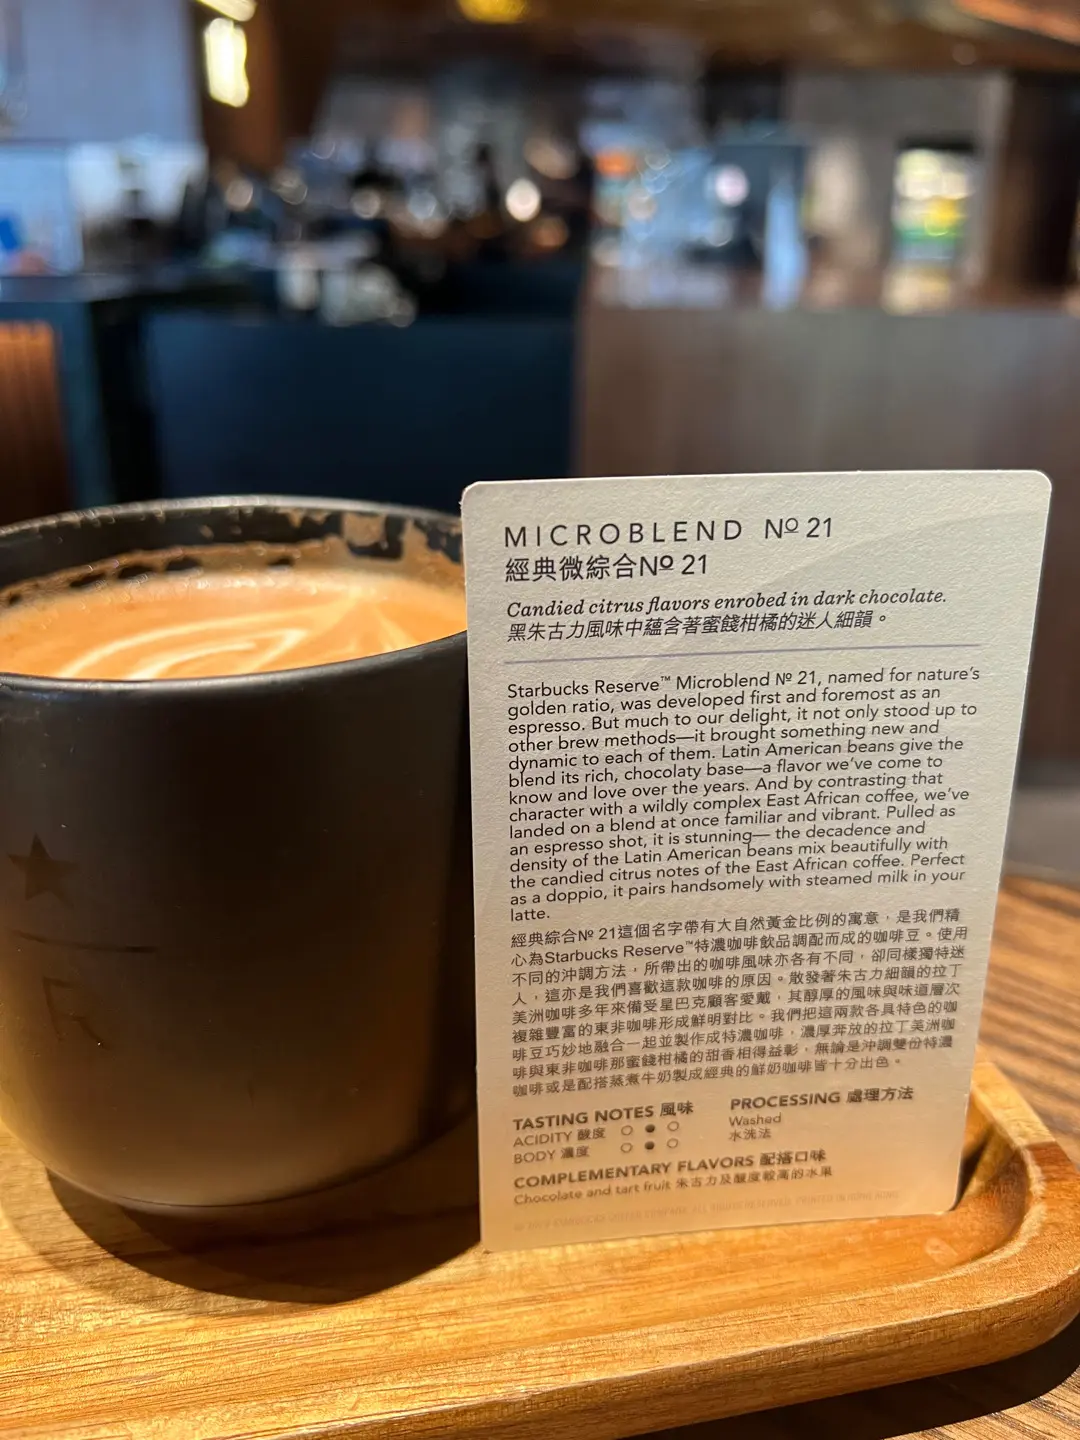 MICROBLEND Nº 21
經典微綜合Nº 21
Candied citrus flavors enrobed in dark chocolate.
黑朱古力風味中蘊含著蜜餞柑橘的迷人細韻。
Starbucks Reserve™ Microblend Nº 21, named for nature's
golden ratio, was developed first and foremost as an
espresso. But much to our delight, it not only stood up to
other brew methods—it brought something new and
dynamic to each of them. Latin American beans give the
blend its rich, chocolaty base—a flavor we've come to
know and love over the years. And by contrasting that
character with a wildly complex East African coffee, we've
landed on a blend at once familiar and vibrant. Pulled as
an espresso shot, it is stunning— the decadence and
density of the Latin American beans mix beautifully with
the candied citrus notes of the East African coffee. Perfect
as a doppio, it pairs handsomely with steamed milk in your
latte.
經典綜合Nº 21這個名字帶有大自然黃金比例的寓意，是我們精
心為Starbucks Reserve™特濃咖啡飲品調配而成的咖啡豆。使用
不同的沖調方法，所帶出的咖啡風味亦各有不同，卻同樣獨特迷
人，這亦是我們喜歡這款咖啡的原因。散發著朱古力細韻的拉丁
美洲咖啡多年來備受星巴克顧客愛戴，其醇厚的風味與味道層次
複雜豐富的東非咖啡形成鮮明對比。我們把這兩款各具特色的咖
啡豆巧妙地融合一起並製作成特濃咖啡，濃厚奔放的拉丁美洲咖
啡與東非咖啡那蜜餞柑橘的甜香相得益彰，無論是沖調雙份特濃
咖啡或是配搭蒸煮牛奶製成經典的鮮奶咖啡皆十分出色。
TASTING NOTES 風味
ACIDITY 酸度
BODY 濃度
PROCESSING 處理方法
Washed
水洗法
COMPLEMENTARY FLAVORS 配搭口味
Chocolate and tart fruit 朱古力及酸度較高的水果
STARBUCKS COFFEE COMPANY. ALL RIGHTS RESERVED. PRINTED IN HONG KONG
R